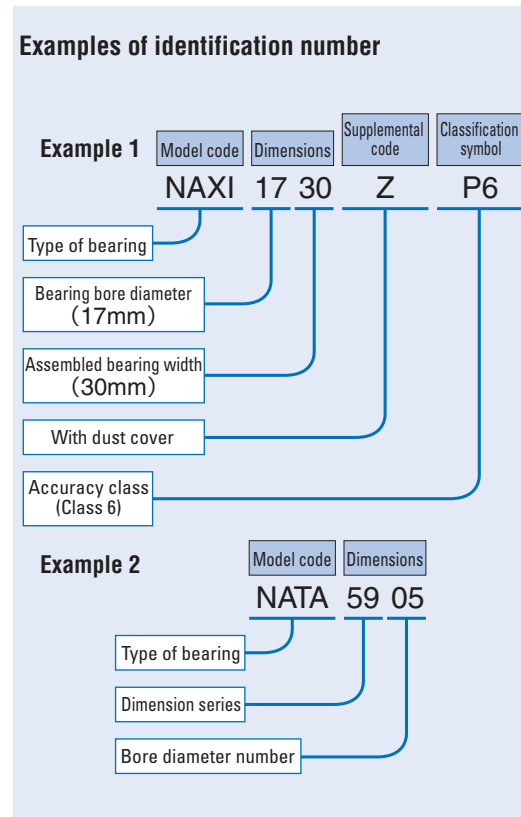 Examples of identification number
Example 1
Model code
Dimensions
Supplemental
code
Classification
symbol
NAXI 17 30 Z P6
Type of bearing
Bearing bore diameter
（17mm）
Assembled bearing width
（30mm）
With dust cover
Accuracy class
(Class 6)
Example 2
Model code
Dimensions
NATA 59 05
Type of bearing
Dimension series
Bore diameter number